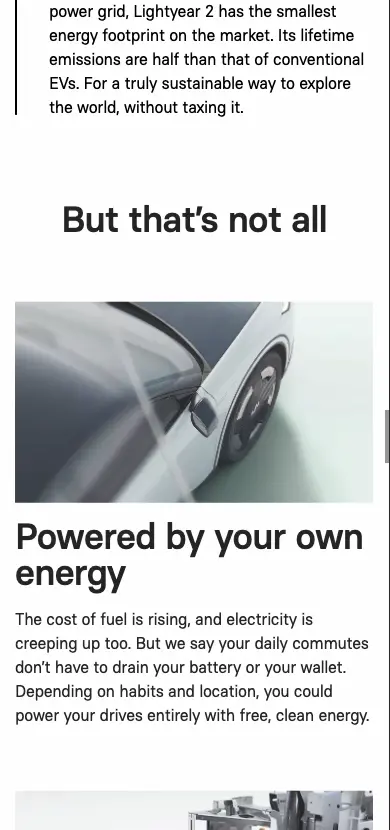 power grid, Lightyear 2 has the smallest
energy footprint on the market. Its lifetime
emissions are half than that of conventional
EVs. For a truly sustainable way to explore
the world, without taxing it.
But that's not all
Powered by your own
energy
The cost of fuel is rising, and electricity is
creeping up too. But we say your daily commutes
don't have to drain your battery or your wallet.
Depending on habits and location, you could
power your drives entirely with free, clean energy.